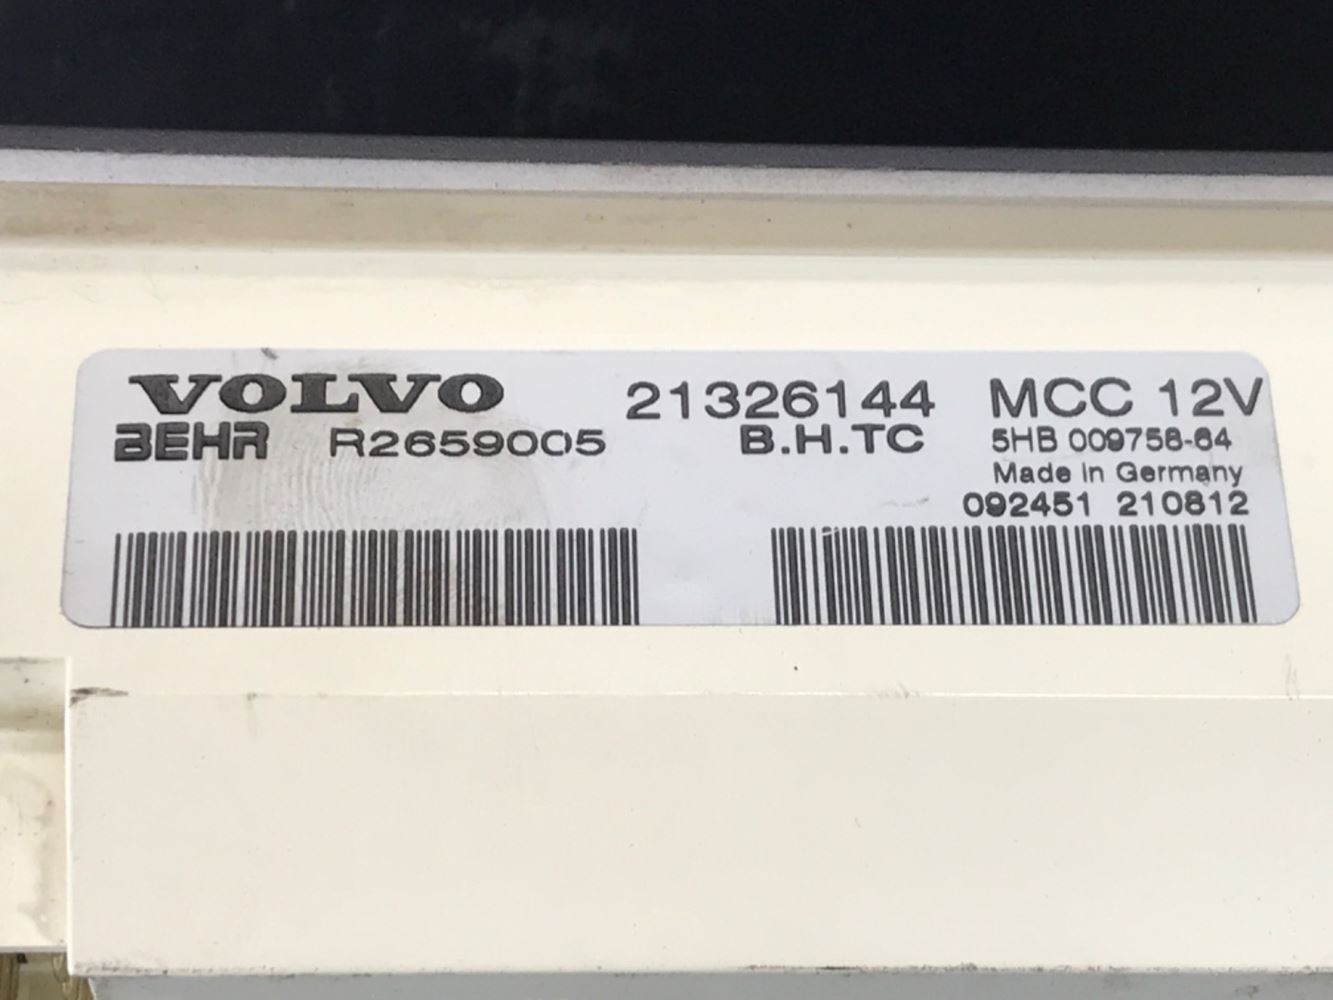 VOLVO 21326144 MCC 12V
BEHR R2659005 B.H.TC 5HB 009758-64
Made in Germany
092451 210812